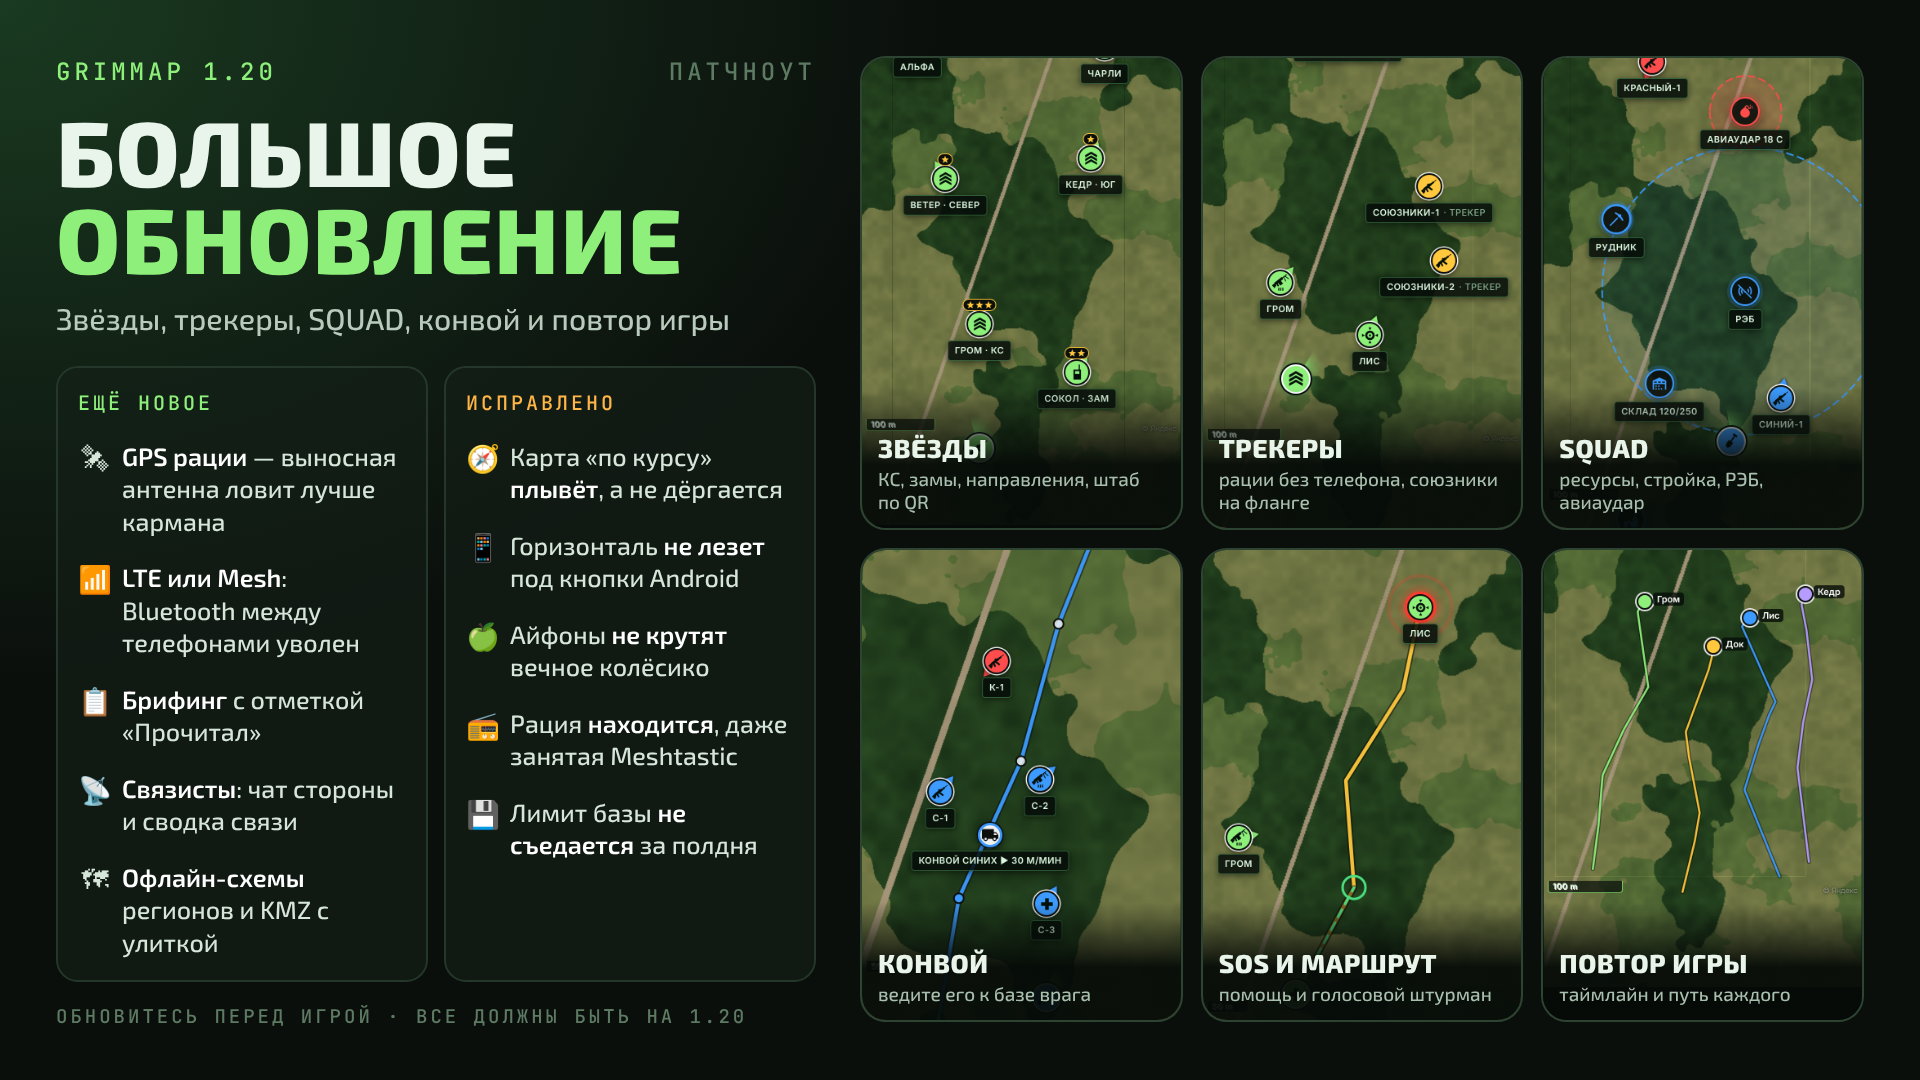 GRIMMAP 1.20
ПАТЧНОУТ
БОЛЬШОЕ
ОБНОВЛЕНИЕ
Звёзды, трекеры, SQUAD, конвой и повтор игры
ЕЩЁ НОВОЕ
GPS рации — выносная
антенна ловит лучше
кармана
LTE или Mesh:
Bluetooth между
телефонами уволен
Брифинг с отметкой
«Прочитал»
Связисты: чат стороны
и сводка связи
Офлайн-схемы
регионов и KMZ с
улиткой
ИСПРАВЛЕНО
Карта «по курсу»
плывёт, а не дёргается
Горизонталь не лезет
под кнопки Android
Айфоны не крутят
вечное колёсико
Рация находится, даже
занятая Meshtastic
Лимит базы не
съедается за полдня
ОБНОВИТЕСЬ ПЕРЕД ИГРОЙ · ВСЕ ДОЛЖНЫ БЫТЬ НА 1.20
АЛЬФА
ЧАРЛИ
КЕДР · ЮГ
ВЕТЕР · СЕВЕР
ГРОМ · КС
СОКОЛ · ЗАМ
100 m
ЗВЁЗДЫ
КС, замы, направления, штаб
по QR
СОЮЗНИКИ-1 · ТРЕКЕР
СОЮЗНИКИ-2 · ТРЕКЕР
ГРОМ
ЛИС
100 m
ТРЕКЕРЫ
рации без телефона, союзники
на фланге
КРАСНЫЙ-1
АВИАУДАР 18 С
РУДНИК
РЭБ
СКЛАД 120/250
СИНИЙ-1
SQUAD
ресурсы, стройка, РЭБ,
авиаудар
К-1
С-2
С-1
КОНВОЙ СИНИХ ▶ 30 М/МИН
С-3
КОНВОЙ
ведите его к базе врага
ЛИС
ГРОМ
SOS И МАРШРУТ
помощь и голосовой штурман
Кедр
Гром
Лис
Док
100 m
© Яндекс
ПОВТОР ИГРЫ
таймлайн и путь каждого